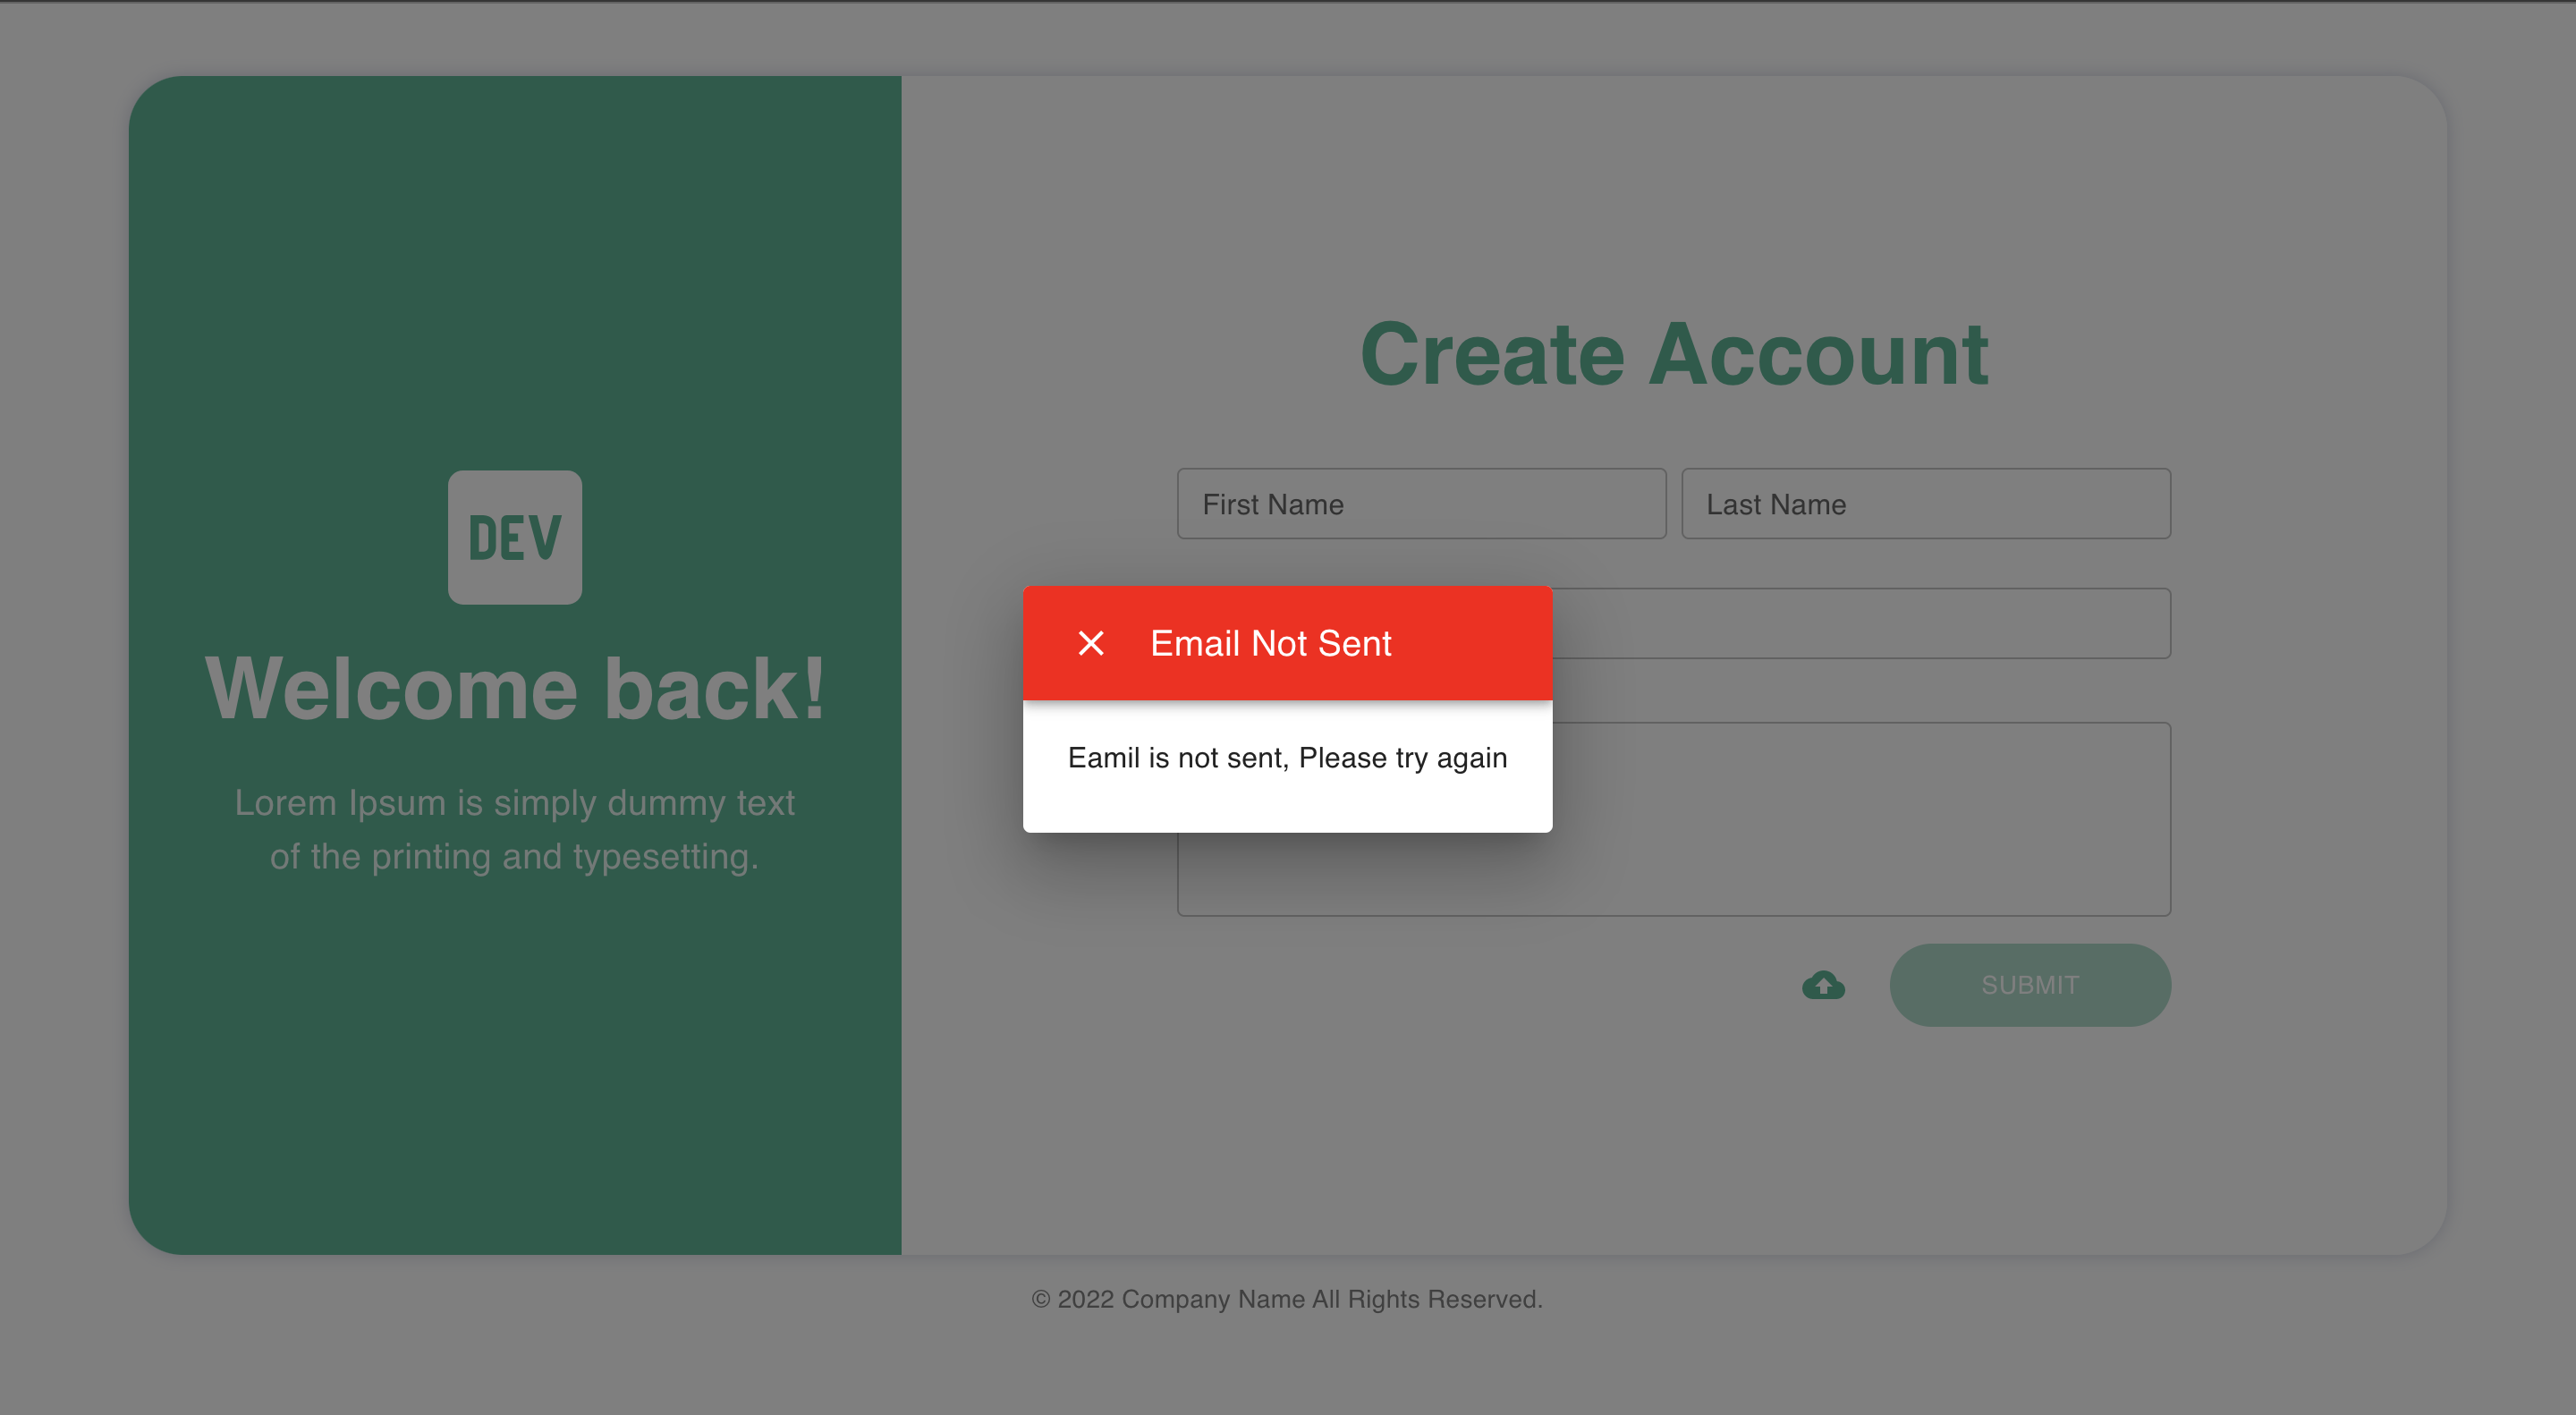 DEV
Welcome back!
Lorem Ipsum is simply dummy text
of the printing and typesetting.
Create Account
First Name
Last Name
Email Not Sent
Eamil is not sent, Please try again
SUBMIT
© 2022 Company Name All Rights Reserved.